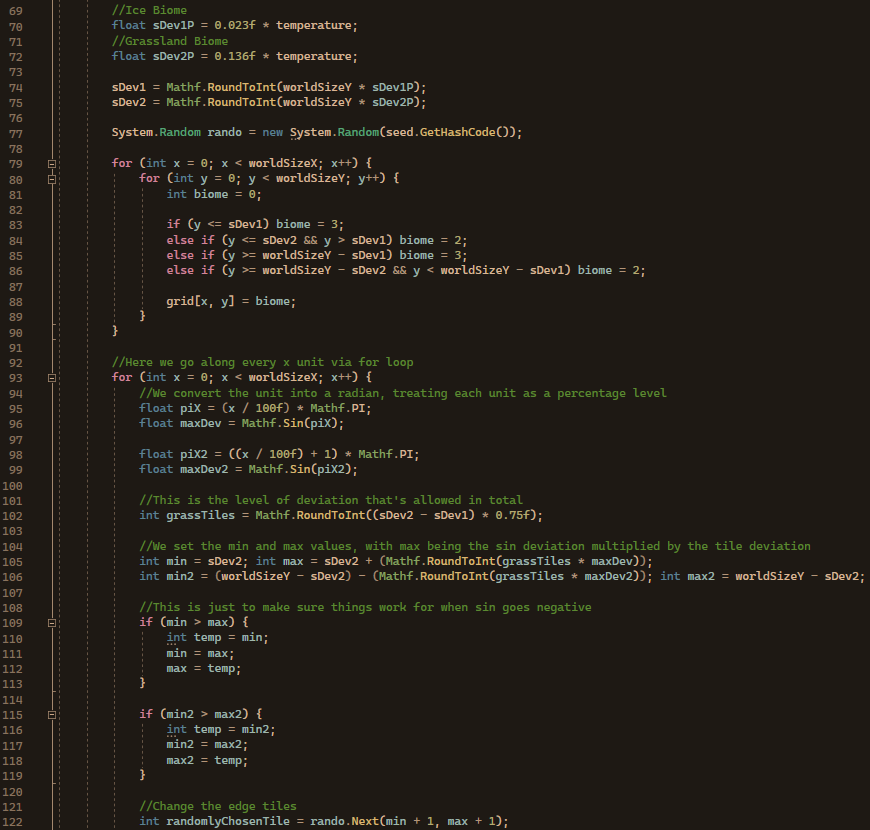 69 //Ice Biome
70 float sDev1P = 0.023f * temperature;
71 //Grassland Biome
72 float sDev2P = 0.136f * temperature;
73
74 sDev1 = Mathf.RoundToInt(worldSizeY * sDev1P);
75 sDev2 = Mathf.RoundToInt(worldSizeY * sDev2P);
76
77 System.Random rando = new System.Random(seed.GetHashCode());
78
79 for (int x = 0; x < worldSizeX; x++) {
80 for (int y = 0; y < worldSizeY; y++) {
81 int biome = 0;
82
83 if (y <= sDev1) biome = 3;
84 else if (y <= sDev2 && y > sDev1) biome = 2;
85 else if (y >= worldSizeY - sDev1) biome = 3;
86 else if (y >= worldSizeY - sDev2 && y < worldSizeY - sDev1) biome = 2;
87
88 grid[x, y] = biome;
89 }
90 }
91
92 //Here we go along every x unit via for loop
93 for (int x = 0; x < worldSizeX; x++) {
94 //We convert the unit into a radian, treating each unit as a percentage level
95 float piX = (x / 100f) * Mathf.PI;
96 float maxDev = Mathf.Sin(piX);
97
98 float piX2 = ((x / 100f) + 1) * Mathf.PI;
99 float maxDev2 = Mathf.Sin(piX2);
100
101 //This is the level of deviation that's allowed in total
102 int grassTiles = Mathf.RoundToInt((sDev2 - sDev1) * 0.75f);
103
104 //We set the min and max values, with max being the sin deviation multiplied by the tile deviation
105 int min = sDev2; int max = sDev2 + (Mathf.RoundToInt(grassTiles * maxDev));
106 int min2 = (worldSizeY - sDev2) - (Mathf.RoundToInt(grassTiles * maxDev2)); int max2 = worldSizeY - sDev2;
107
108 //This is just to make sure things work for when sin goes negative
109 if (min > max) {
110 int temp = min;
111 min = max;
112 max = temp;
113 }
114
115 if (min2 > max2) {
116 int temp = min2;
117 min2 = max2;
118 max2 = temp;
119 }
120
121 //Change the edge tiles
122 int randomlyChosenTile = rando.Next(min + 1, max + 1);